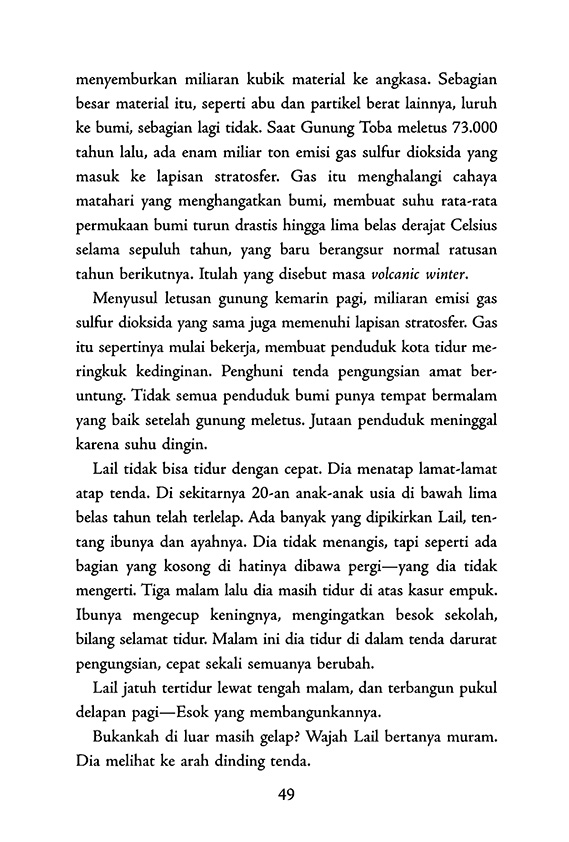 menyemburkan miliaran kubik material ke angkasa. Sebagian
besar material itu, seperti abu dan partikel berat lainnya, luruh
ke bumi, sebagian lagi tidak. Saat Gunung Toba meletus 73.000
tahun lalu, ada enam miliar ton emisi gas sulfur dioksida yang
masuk ke lapisan stratosfer. Gas itu menghalangi cahaya
matahari yang menghangatkan bumi, membuat suhu rata-rata
permukaan bumi turun drastis hingga lima belas derajat Celsius
selama sepuluh tahun, yang baru berangsur normal ratusan
tahun berikutnya. Itulah yang disebut masa volcanic winter.
Menyusul letusan gunung kemarin pagi, miliaran emisi gas
sulfur dioksida yang sama juga memenuhi lapisan stratosfer. Gas
itu sepertinya mulai bekerja, membuat penduduk kota tidur me-
ringkuk kedinginan. Penghuni tenda pengungsian amat ber-
untung. Tidak semua penduduk bumi punya tempat bermalam
yang baik setelah gunung meletus. Jutaan penduduk meninggal
karena suhu dingin.
Lail tidak bisa tidur dengan cepat. Dia menatap lamat-lamat
atap tenda. Di sekitarnya 20-an anak-anak usia di bawah lima
belas tahun telah terlelap. Ada banyak yang dipikirkan Lail, ten-
tang ibunya dan ayahnya. Dia tidak menangis, tapi seperti ada
bagian yang kosong di hatinya dibawa pergi—yang dia tidak
mengerti. Tiga malam lalu dia masih tidur di atas kasur empuk.
Ibunya mengecup keningnya, mengingatkan besok sekolah,
bilang selamat tidur. Malam ini dia tidur di dalam tenda darurat
pengungsian, cepat sekali semuanya berubah.
Lail jatuh tertidur lewat tengah malam, dan terbangun pukul
delapan pagi—Esok yang membangunkannya.
Bukankah di luar masih gelap? Wajah Lail bertanya muram.
Dia melihat ke arah dinding tenda.
49